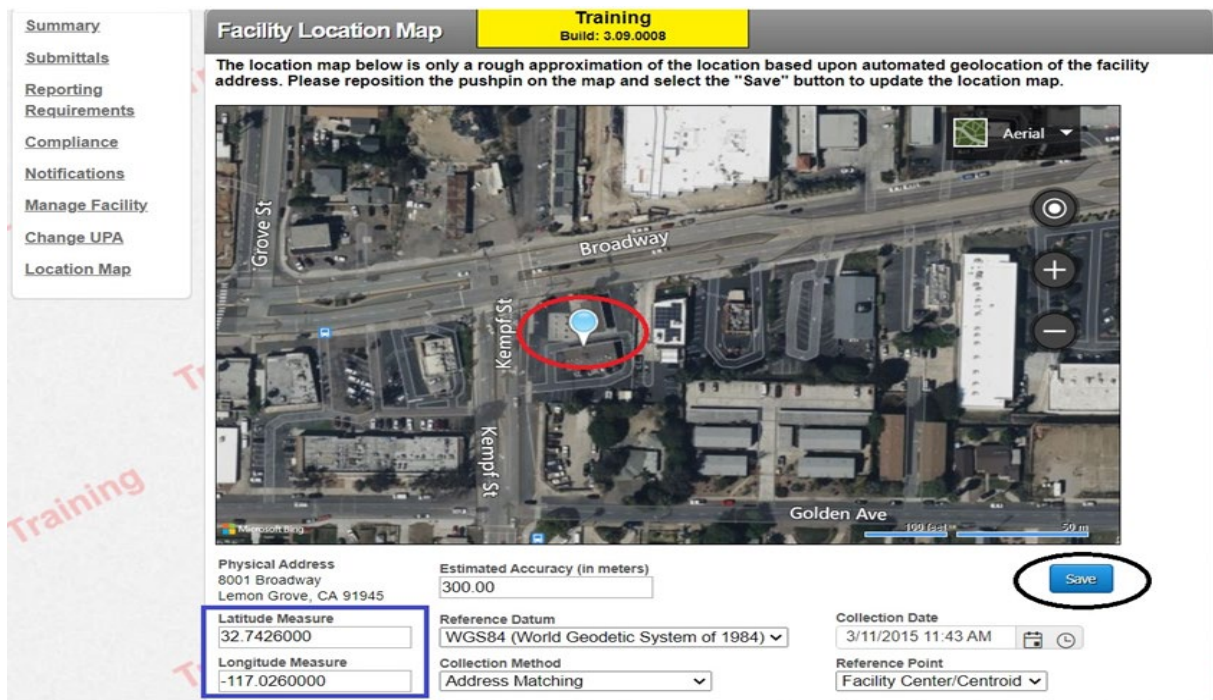 Summary
Submittals
Reporting
Requirements
Compliance
Notifications
Manage Facility
Change UPA
Location Map
Facility Location Map
Training
Build: 3.09.0008
The location map below is only a rough approximation of the location based upon automated geolocation of the facility
address. Please reposition the pushpin on the map and select the "Save" button to update the location map.
Aerial
Grove St
Broadway
Kempf St
Kempf St
Golden Ave
Microsoft Bing
100 feet
50 m
Physical Address
8001 Broadway
Lemon Grove, CA 91945
Estimated Accuracy (in meters)
300.00
Save
Latitude Measure
32.7426000
Reference Datum
WGS84 (World Geodetic System of 1984)
Collection Date
3/11/2015 11:43 AM
Longitude Measure
-117.0260000
Collection Method
Address Matching
Reference Point
Facility Center/Centroid
Training